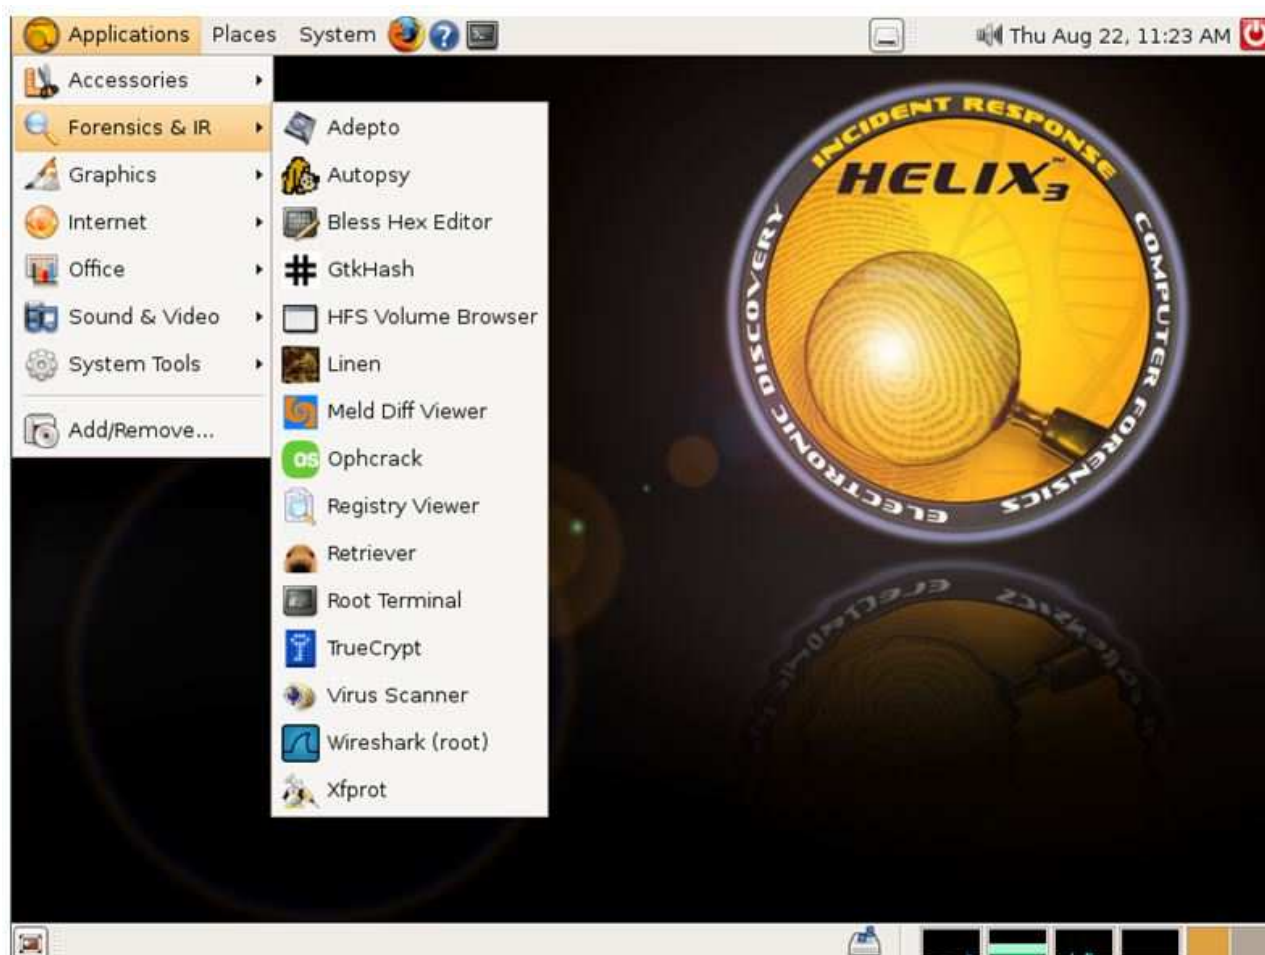 Applications Places System Thu Aug 22, 11:23 AM
Accessories
Forensics & IR
Graphics
Internet
Office
Sound & Video
System Tools
Add/Remove...
Adepto
Autopsy
Bless Hex Editor
GtkHash
HFS Volume Browser
Linen
Meld Diff Viewer
Ophcrack
Registry Viewer
Retriever
Root Terminal
TrueCrypt
Virus Scanner
Wireshark (root)
Xfprot
INCIDENT RESPONSE
HELIX3™
COMPUTER FORENSICS
ELECTRONIC DISCOVERY
os